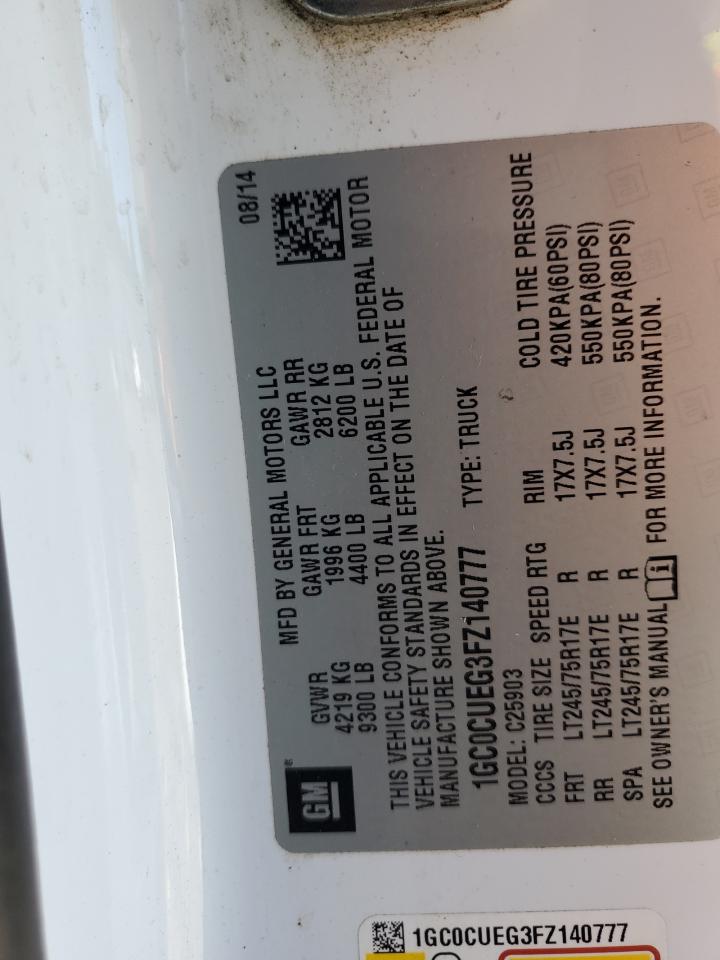 MFD BY GENERAL MOTORS LLC 08/14
GM ®
GVWR GAWR FRT GAWR RR
4219 KG 1996 KG 2812 KG
9300 LB 4400 LB 6200 LB
THIS VEHICLE CONFORMS TO ALL APPLICABLE U.S. FEDERAL MOTOR
VEHICLE SAFETY STANDARDS IN EFFECT ON THE DATE OF
MANUFACTURE SHOWN ABOVE.
1GC0CUEG3FZ140777 TYPE: TRUCK
MODEL: C25903
CCCS TIRE SIZE SPEED RTG RIM COLD TIRE PRESSURE
FRT LT245/75R17E R 17X7.5J 420KPA(60PSI)
RR LT245/75R17E R 17X7.5J 550KPA(80PSI)
SPA LT245/75R17E R 17X7.5J 550KPA(80PSI)
SEE OWNER'S MANUAL i FOR MORE INFORMATION.
1GC0CUEG3FZ140777